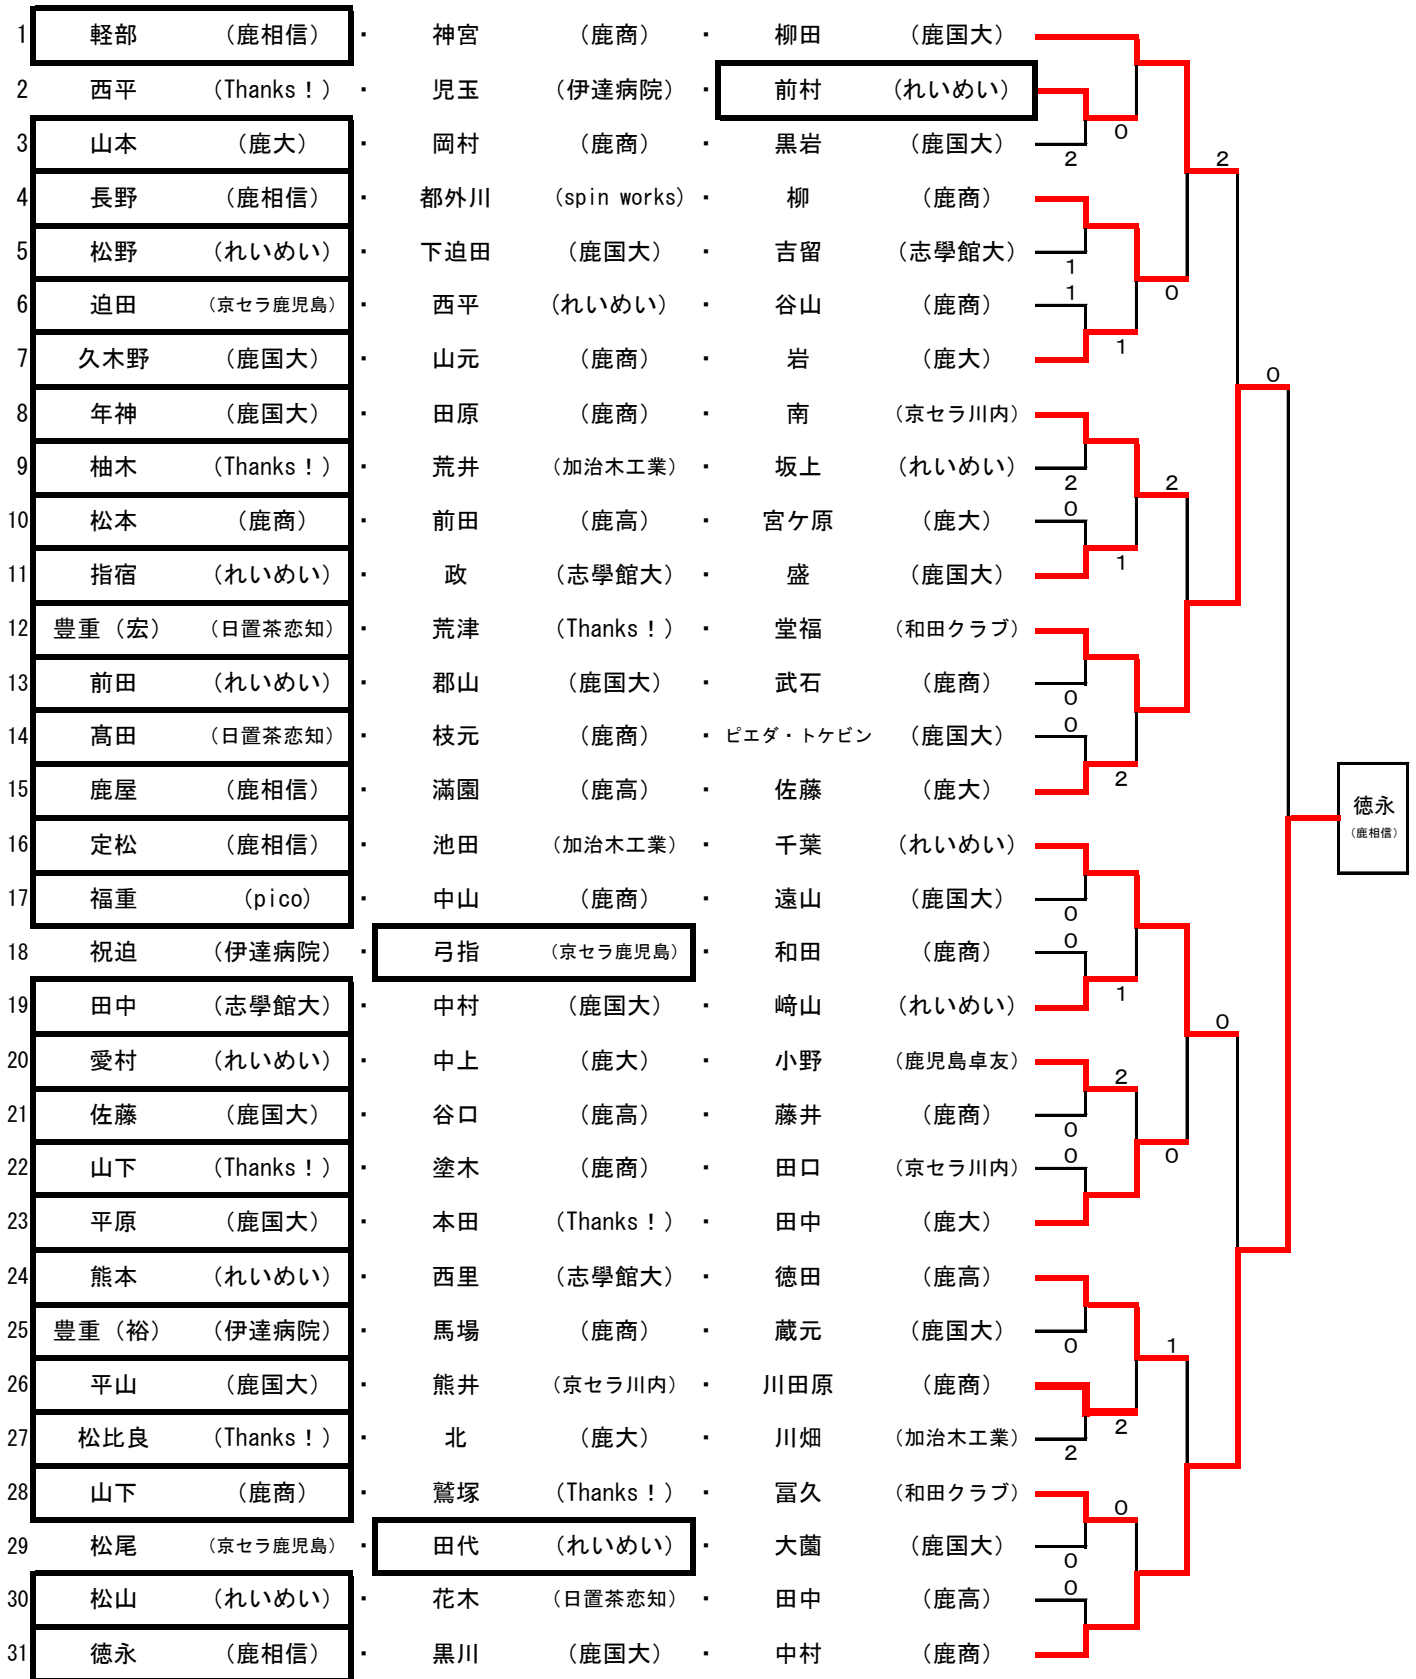 1 軽部 (鹿相信) ・ 神宮 (鹿商) ・ 柳田 (鹿国大)
2 西平 (Thanks！) ・ 児玉 (伊達病院) ・ 前村 (れいめい)
0
3 山本 (鹿大) ・ 岡村 (鹿商) ・ 黒岩 (鹿国大)
2 2
4 長野 (鹿相信) ・ 都外川 (spin works) ・ 柳 (鹿商)
5 松野 (れいめい) ・ 下迫田 (鹿国大) ・ 吉留 (志學館大)
1
1 0
6 迫田 (京セラ鹿児島) ・ 西平 (れいめい) ・ 谷山 (鹿商)
1
7 久木野 (鹿国大) ・ 山元 (鹿商) ・ 岩 (鹿大)
0
8 年神 (鹿国大) ・ 田原 (鹿商) ・ 南 (京セラ川内)
9 柚木 (Thanks！) ・ 荒井 (加治木工業) ・ 坂上 (れいめい)
2 2
0
10 松本 (鹿商) ・ 前田 (鹿高) ・ 宮ケ原 (鹿大)
1
11 指宿 (れいめい) ・ 政 (志學館大) ・ 盛 (鹿国大)
12 豊重（宏） (日置茶恋知) ・ 荒津 (Thanks！) ・ 堂福 (和田クラブ)
13 前田 (れいめい) ・ 郡山 (鹿国大) ・ 武石 (鹿商)
0
0
14 髙田 (日置茶恋知) ・ 枝元 (鹿商) ・ ピエダ・トケビン (鹿国大)
2
15 鹿屋 (鹿相信) ・ 満園 (鹿高) ・ 佐藤 (鹿大)
徳永
(鹿相信)
16 定松 (鹿相信) ・ 池田 (加治木工業) ・ 千葉 (れいめい)
17 福重 (pico) ・ 中山 (鹿商) ・ 遠山 (鹿国大)
0
0
18 祝迫 (伊達病院) ・ 弓指 (京セラ鹿児島) ・ 和田 (鹿商)
1
19 田中 (志學館大) ・ 中村 (鹿国大) ・ 﨑山 (れいめい)
0
20 愛村 (れいめい) ・ 中上 (鹿大) ・ 小野 (鹿児島卓友)
2
21 佐藤 (鹿国大) ・ 谷口 (鹿高) ・ 藤井 (鹿商)
0
0 0
22 山下 (Thanks！) ・ 塗木 (鹿商) ・ 田口 (京セラ川内)
23 平原 (鹿国大) ・ 本田 (Thanks！) ・ 田中 (鹿大)
24 熊本 (れいめい) ・ 西里 (志學館大) ・ 徳田 (鹿高)
25 豊重（裕） (伊達病院) ・ 馬場 (鹿商) ・ 蔵元 (鹿国大)
0 1
26 平山 (鹿国大) ・ 熊井 (京セラ川内) ・ 川田原 (鹿商)
2
27 松比良 (Thanks！) ・ 北 (鹿大) ・ 川畑 (加治木工業)
2
28 山下 (鹿商) ・ 鷲塚 (Thanks！) ・ 冨久 (和田クラブ)
0
29 松尾 (京セラ鹿児島) ・ 田代 (れいめい) ・ 大薗 (鹿国大)
0
0
30 松山 (れいめい) ・ 花木 (日置茶恋知) ・ 田中 (鹿高)
31 徳永 (鹿相信) ・ 黒川 (鹿国大) ・ 中村 (鹿商)